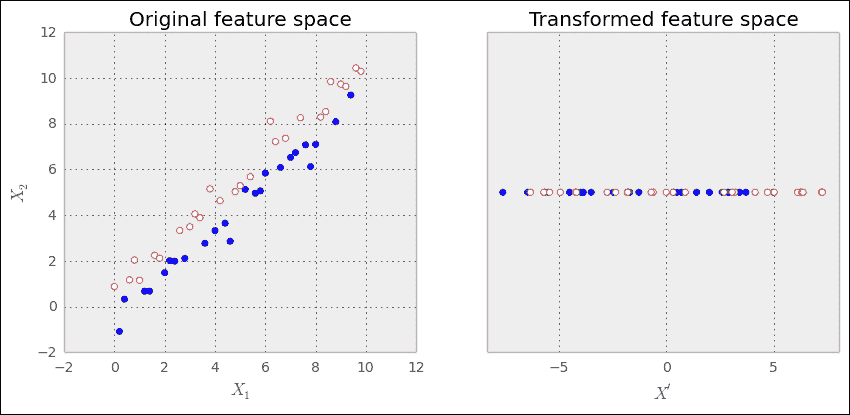 Original feature space
12
10
8
6
4
2
0
−2
X2
−2 0 2 4 6 8 10 12
X1
Transformed feature space
−5 0 5
X′